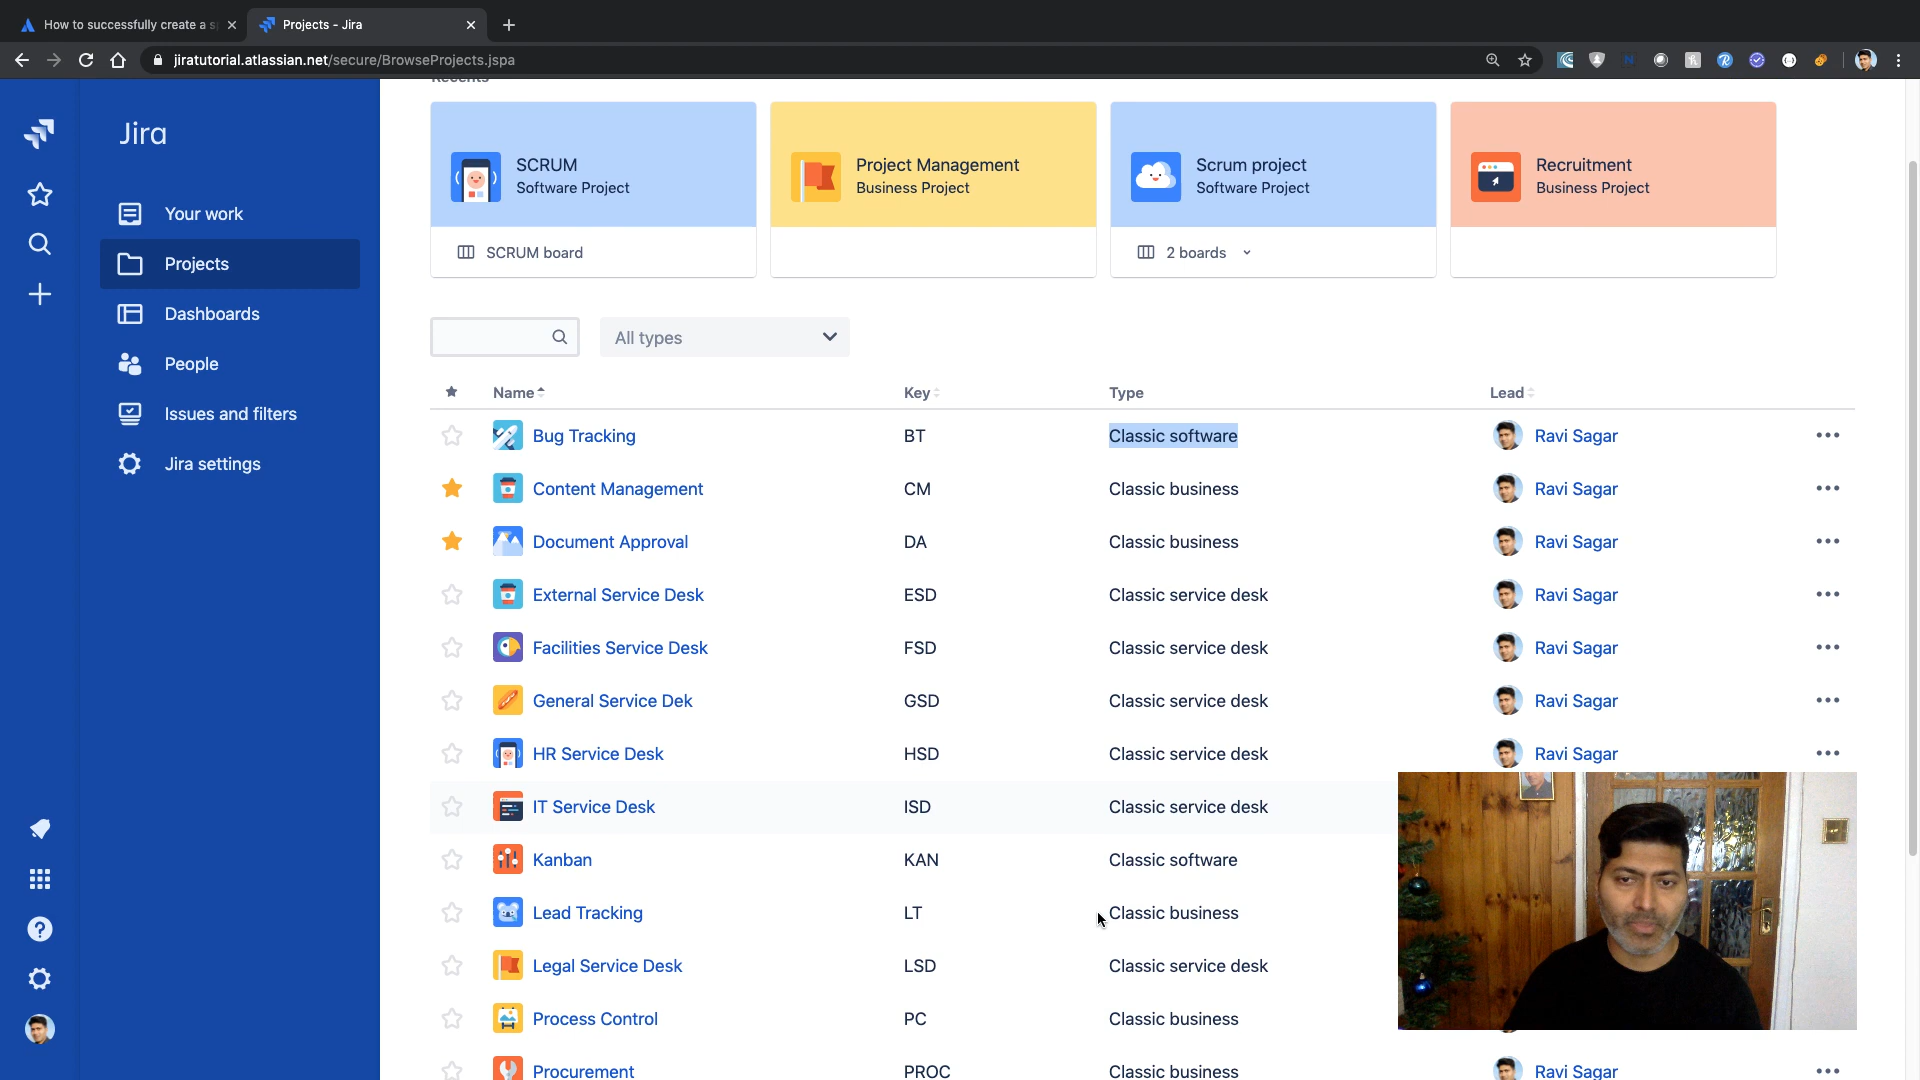 How to successfully create a
Projects - Jira
jiratutorial.atlassian.net/secure/BrowseProjects.jspa
Recents
Jira
Your work
Projects
Dashboards
People
Issues and filters
Jira settings
SCRUM
Software Project
SCRUM board
Project Management
Business Project
Scrum project
Software Project
2 boards
Recruitment
Business Project
All types
Name Key Type Lead
Bug Tracking BT Classic software Ravi Sagar
Content Management CM Classic business Ravi Sagar
Document Approval DA Classic business Ravi Sagar
External Service Desk ESD Classic service desk Ravi Sagar
Facilities Service Desk FSD Classic service desk Ravi Sagar
General Service Dek GSD Classic service desk Ravi Sagar
HR Service Desk HSD Classic service desk Ravi Sagar
IT Service Desk ISD Classic service desk
Kanban KAN Classic software
Lead Tracking LT Classic business
Legal Service Desk LSD Classic service desk
Process Control PC Classic business
Procurement PROC Classic business Ravi Sagar